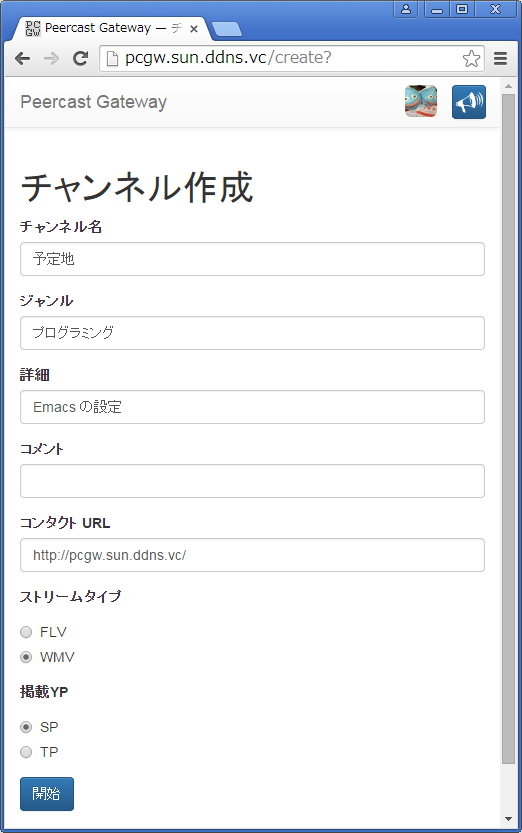 Peercast Gateway — チ
pcgw.sun.ddns.vc/create?
Peercast Gateway
チャンネル作成
チャンネル名
予定地
ジャンル
プログラミング
詳細
Emacs の設定
コメント
コンタクト URL
http://pcgw.sun.ddns.vc/
ストリームタイプ
FLV
WMV
掲載YP
SP
TP
開始